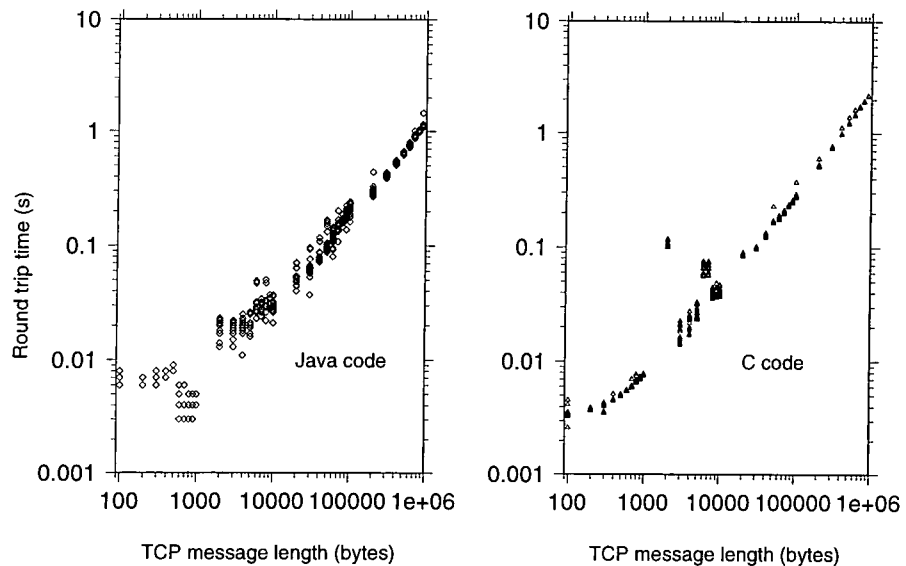 10
1
0.1
0.01
0.001
Round trip time (s)
Java code
100 1000 10000 100000 1e+06
TCP message length (bytes)
10
1
0.1
0.01
0.001
C code
100 1000 10000 100000 1e+06
TCP message length (bytes)